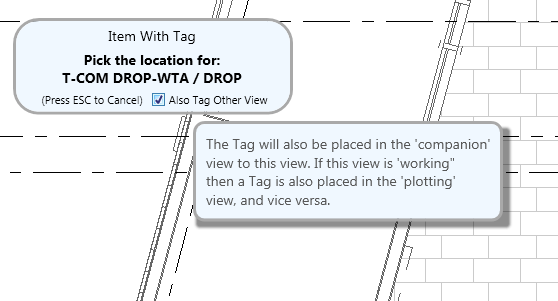 Item With Tag
Pick the location for:
T-COM DROP-WTA / DROP
(Press ESC to Cancel) Also Tag Other View
The Tag will also be placed in the 'companion'
view to this view. If this view is 'working"
then a Tag is also placed in the 'plotting'
view, and vice versa.